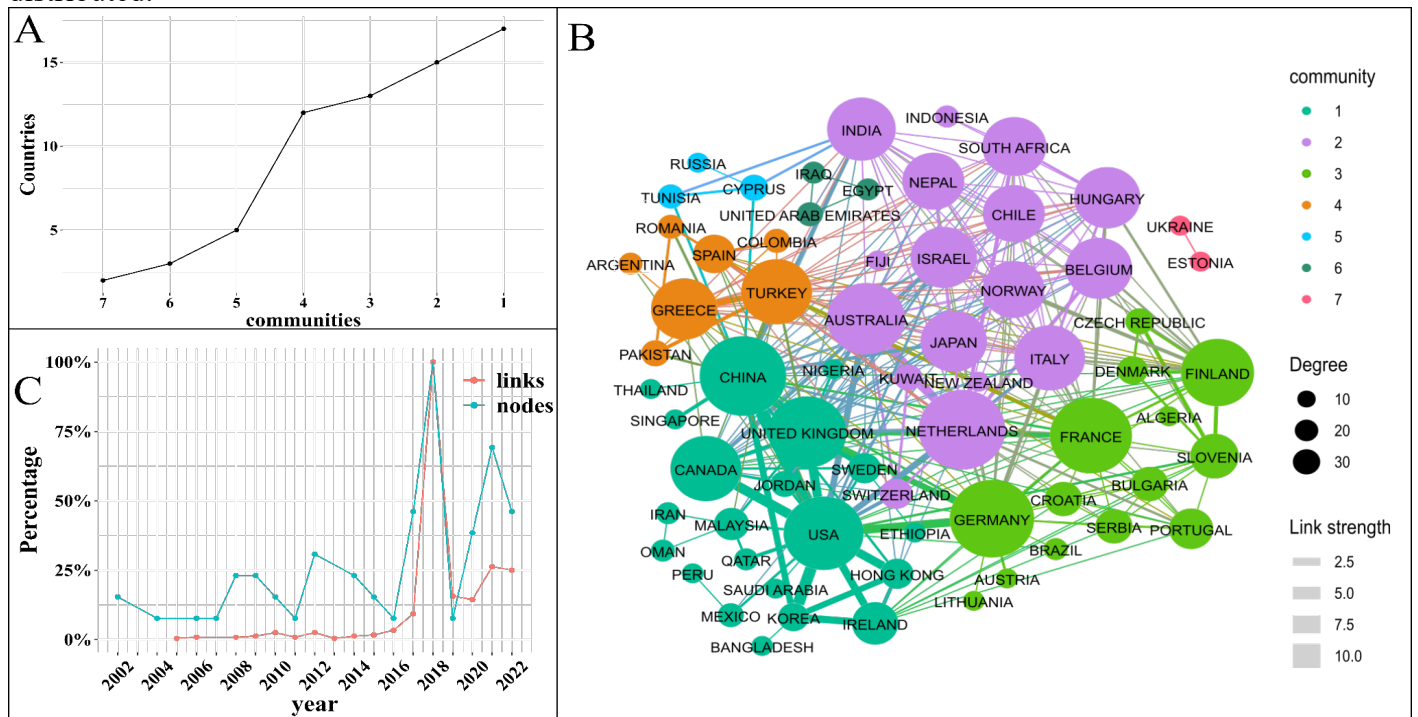 A
Countries
15
10
5
7 6 5 4 3 2 1
communities
C
Percentage
100%
75%
50%
25%
0%
links
nodes
2002 2004 2006 2008 2010 2012 2014 2016 2018 2020 2022
year
B
INDIA
INDONESIA
SOUTH AFRICA
RUSSIA
IRAQ
NEPAL
TUNISIA
CYPRUS
EGYPT
HUNGARY
UNITED ARAB EMIRATES
CHILE
UKRAINE
ROMANIA
COLOMBIA
SPAIN
FIJI
ISRAEL
BELGIUM
ESTONIA
ARGENTINA
TURKEY
NORWAY
GREECE
AUSTRALIA
CZECH REPUBLIC
PAKISTAN
JAPAN
ITALY
CHINA
NIGERIA
KUWAIT
NEW ZEALAND
DENMARK
FINLAND
THAILAND
SINGAPORE
UNITED KINGDOM
NETHERLANDS
FRANCE
ALGERIA
CANADA
SWEDEN
SLOVENIA
JORDAN
SWITZERLAND
BULGARIA
CROATIA
IRAN
MALAYSIA
USA
GERMANY
SERBIA
PORTUGAL
ETHIOPIA
OMAN
QATAR
BRAZIL
PERU
SAUDI ARABIA
HONG KONG
AUSTRIA
LITHUANIA
MEXICO
KOREA
IRELAND
BANGLADESH
community
1
2
3
4
5
6
7
Degree
10
20
30
Link strength
2.5
5.0
7.5
10.0